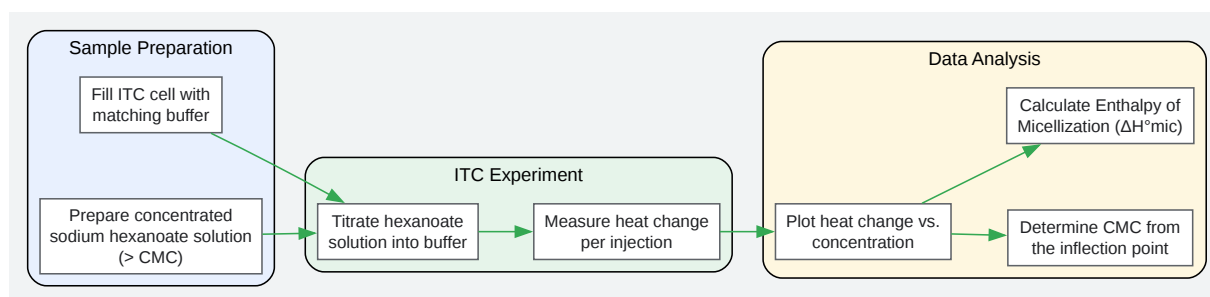 Sample Preparation
Fill ITC cell with
matching buffer
Prepare concentrated
sodium hexanoate solution
(> CMC)
ITC Experiment
Titrate hexanoate
solution into buffer
Measure heat change
per injection
Data Analysis
Plot heat change vs.
concentration
Calculate Enthalpy of
Micellization (ΔH°mic)
Determine CMC from
the inflection point